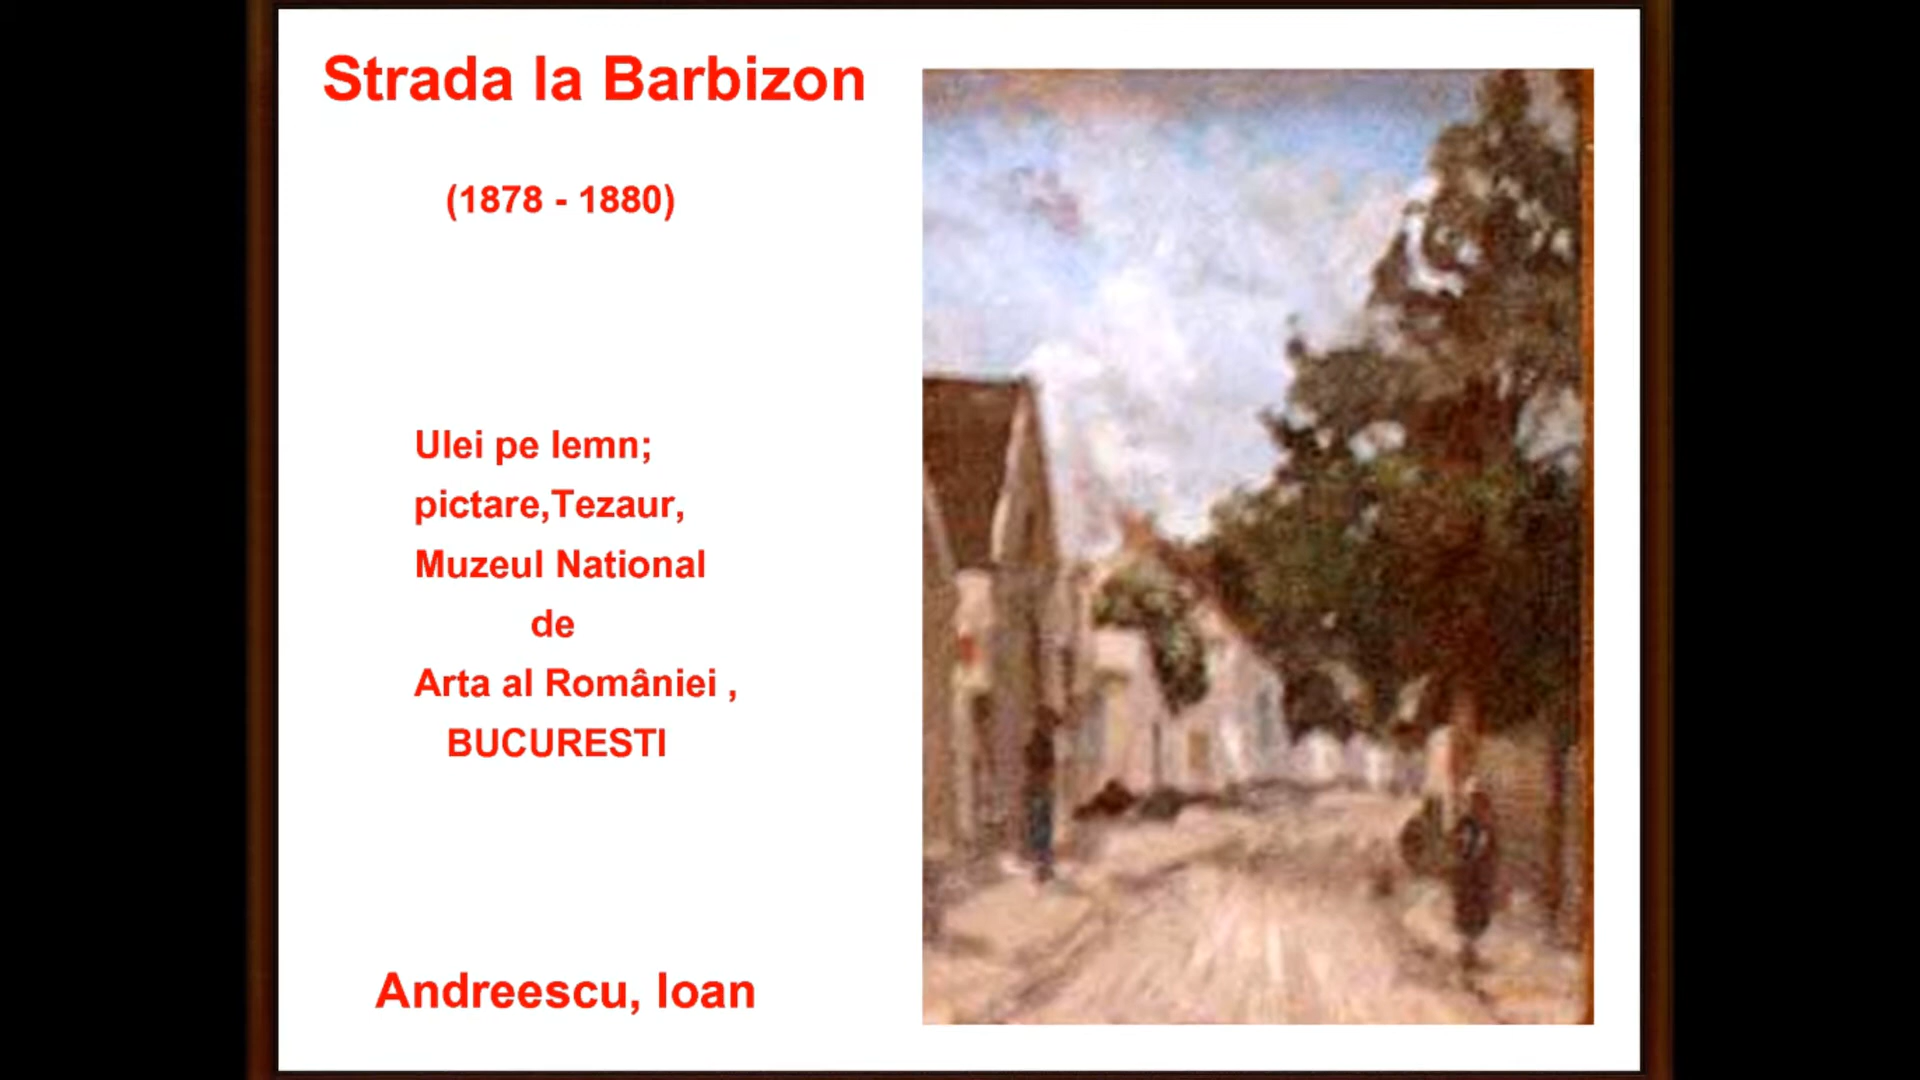 Strada la Barbizon
(1878 - 1880)
Ulei pe lemn;
pictare,Tezaur,
Muzeul National
de
Arta al României ,
BUCURESTI
Andreescu, Ioan